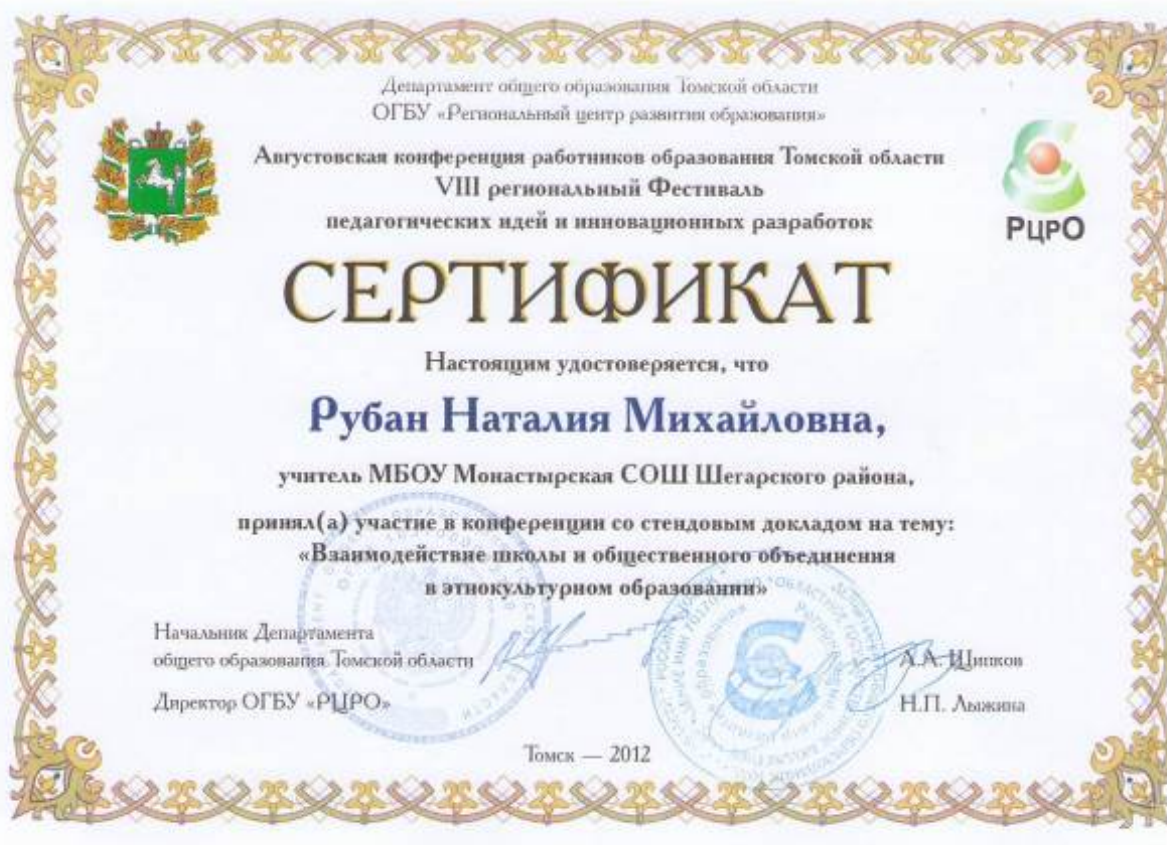 Департамент общего образования Томской области
ОГБУ «Региональный центр развития образования»
Августовская конференция работников образования Томской области
VIII региональный Фестиваль
педагогических идей и инновационных разработок
РЦРО
СЕРТИФИКАТ
Настоящим удостоверяется, что
Рубан Наталия Михайловна,
учитель МБОУ Монастырская СОШ Шегарского района,
принял(а) участие в конференции со стендовым докладом на тему:
«Взаимодействие школы и общественного объединения
в этнокультурном образовании»
Начальник Департамента
общего образования Томской области
А.А. Щипков
Директор ОГБУ «РЦРО»
Н.П. Лыжина
Томск — 2012